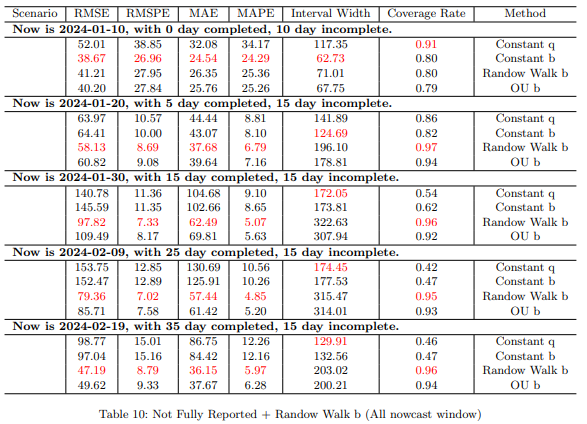 Scenario RMSE RMSPE MAE MAPE Interval Width Coverage Rate Method
Now is 2024-01-10, with 0 day completed, 10 day incomplete.
52.01 38.85 32.08 34.17 117.35 0.91 Constant q
38.67 26.96 24.54 24.29 62.73 0.80 Constant b
41.21 27.95 26.35 25.36 71.01 0.80 Randow Walk b
40.20 27.84 25.76 25.26 67.75 0.79 OU b
Now is 2024-01-20, with 5 day completed, 15 day incomplete.
63.97 10.57 44.44 8.81 141.89 0.86 Constant q
64.41 10.00 43.07 8.10 124.69 0.82 Constant b
58.13 8.69 37.68 6.79 196.10 0.97 Randow Walk b
60.82 9.08 39.64 7.16 178.81 0.94 OU b
Now is 2024-01-30, with 15 day completed, 15 day incomplete.
140.78 11.36 104.68 9.10 172.05 0.54 Constant q
145.59 11.35 102.66 8.65 173.81 0.62 Constant b
97.82 7.33 62.49 5.07 322.63 0.96 Randow Walk b
109.49 8.17 69.81 5.63 307.94 0.92 OU b
Now is 2024-02-09, with 25 day completed, 15 day incomplete.
153.75 12.85 130.69 10.56 174.45 0.42 Constant q
152.47 12.89 125.91 10.26 177.53 0.47 Constant b
79.36 7.02 57.44 4.85 315.47 0.95 Randow Walk b
85.71 7.58 61.42 5.20 314.01 0.93 OU b
Now is 2024-02-19, with 35 day completed, 15 day incomplete.
98.77 15.01 86.75 12.26 129.91 0.46 Constant q
97.04 15.16 84.42 12.16 132.56 0.47 Constant b
47.19 8.79 36.15 5.97 203.02 0.96 Randow Walk b
49.62 9.33 37.67 6.28 200.21 0.94 OU b
Table 10: Not Fully Reported + Randow Walk b (All nowcast window)